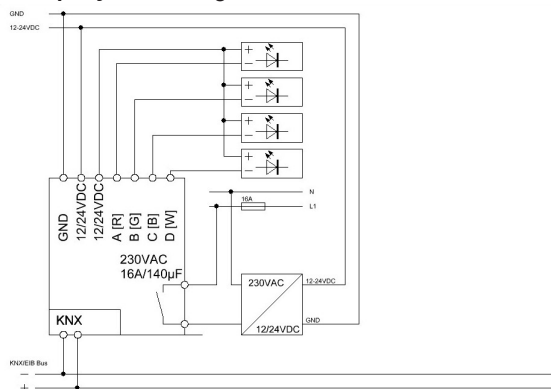 GND
12-24VDC
+
−
+
−
+
−
+
−
N
16A
L1
GND
12/24VDC
12/24VDC
A [R]
B [G]
C [B]
D [W]
230VAC
16A/140µF
KNX
230VAC
12/24VDC
12-24VDC
GND
KNX/EIB Bus
−
+